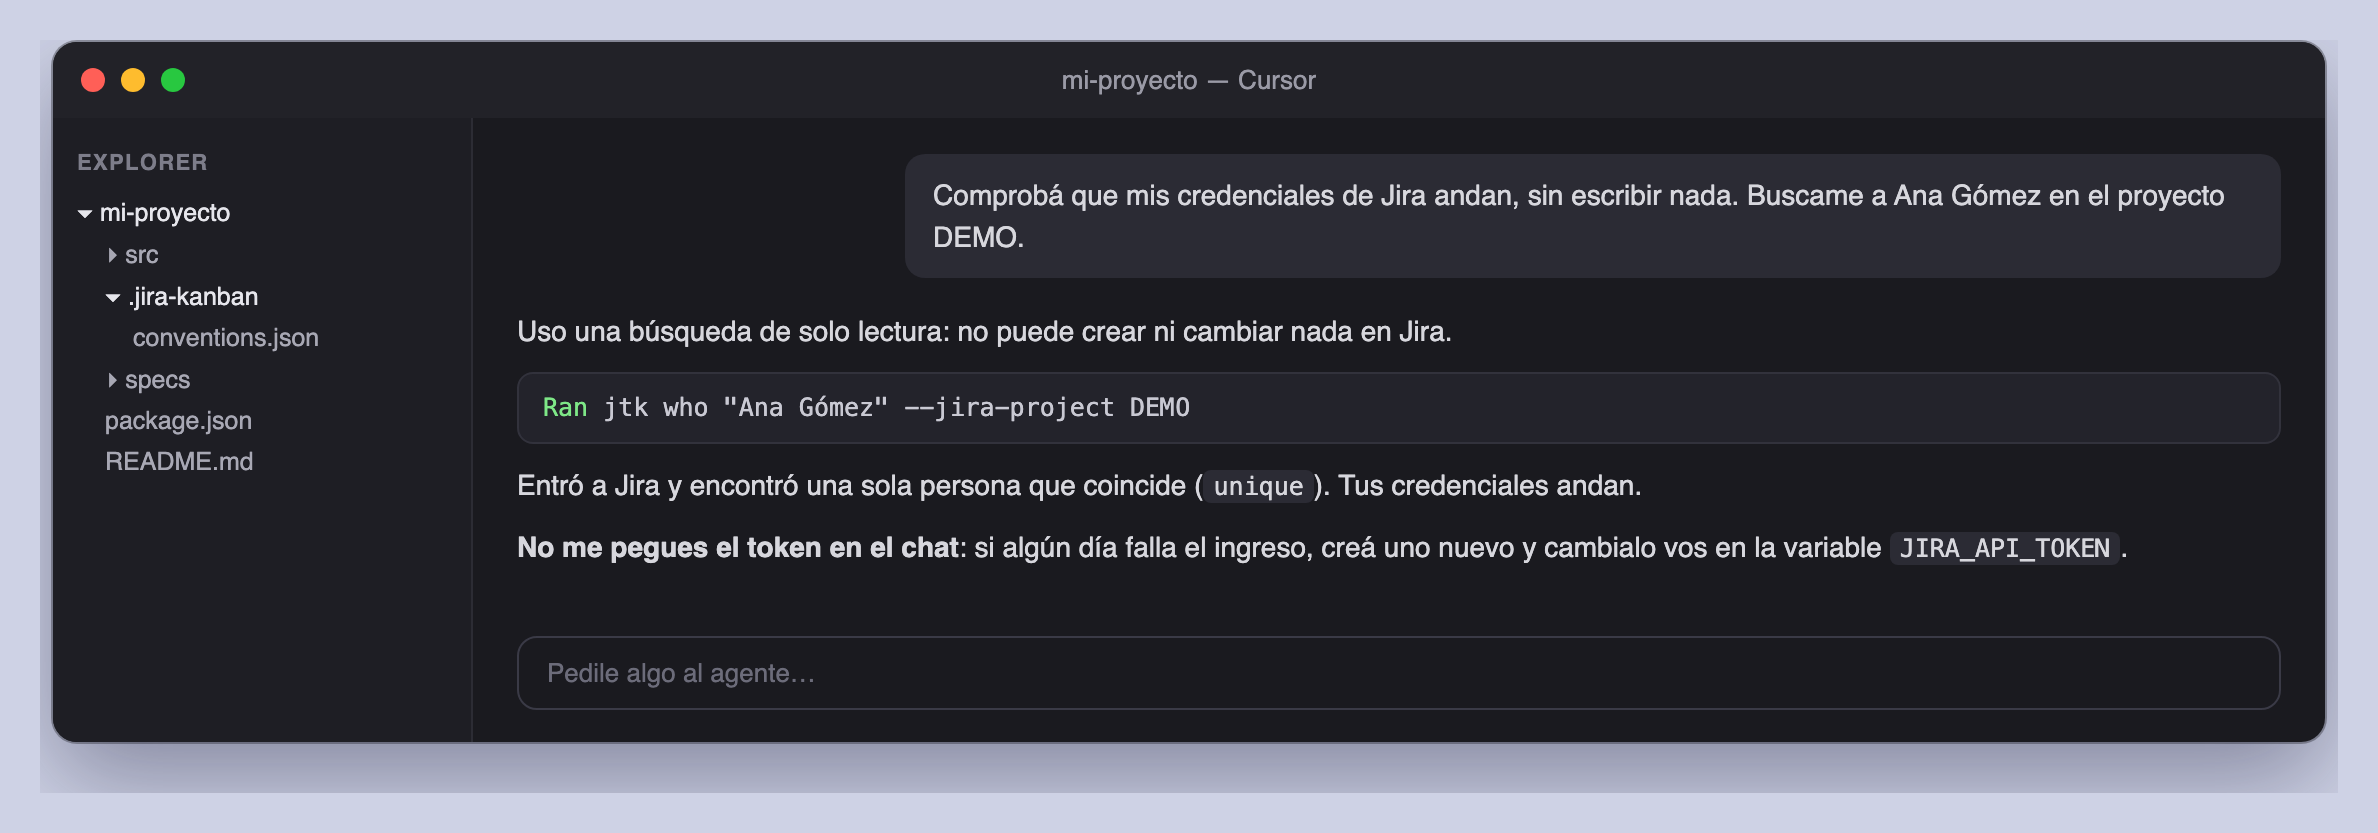 mi-proyecto — Cursor
EXPLORER
mi-proyecto
src
.jira-kanban
conventions.json
specs
package.json
README.md
Comprobá que mis credenciales de Jira andan, sin escribir nada. Buscame a Ana Gómez en el proyecto
DEMO.
Uso una búsqueda de solo lectura: no puede crear ni cambiar nada en Jira.
Ran jtk who "Ana Gómez" --jira-project DEMO
Entró a Jira y encontró una sola persona que coincide (unique). Tus credenciales andan.
No me pegues el token en el chat: si algún día falla el ingreso, creá uno nuevo y cambialo vos en la variable JIRA_API_TOKEN.
Pedile algo al agente…